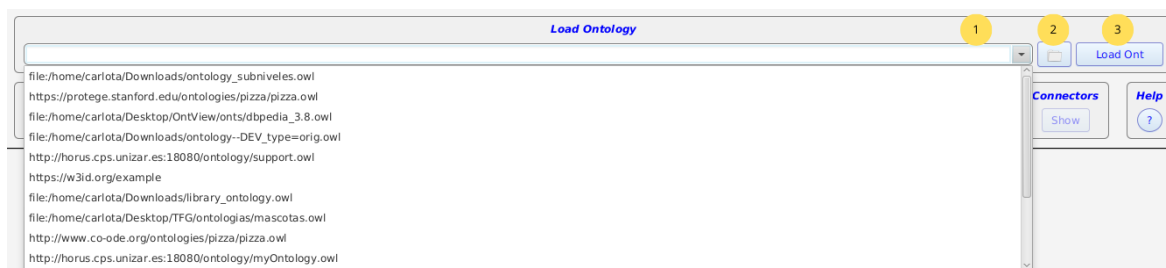 Load Ontology
1
2
3
Load Ont
file:/home/carlota/Downloads/ontology_subniveles.owl
https://protege.stanford.edu/ontologies/pizza/pizza.owl
file:/home/carlota/Desktop/OntView/onts/dbpedia_3.8.owl
file:/home/carlota/Downloads/ontology--DEV_type=orig.owl
http://horus.cps.unizar.es:18080/ontology/support.owl
https://w3id.org/example
file:/home/carlota/Downloads/library_ontology.owl
file:/home/carlota/Desktop/TFG/ontologias/mascotas.owl
http://www.co-ode.org/ontologies/pizza/pizza.owl
http://horus.cps.unizar.es:18080/ontology/myOntology.owl
Connectors
Show
Help
?